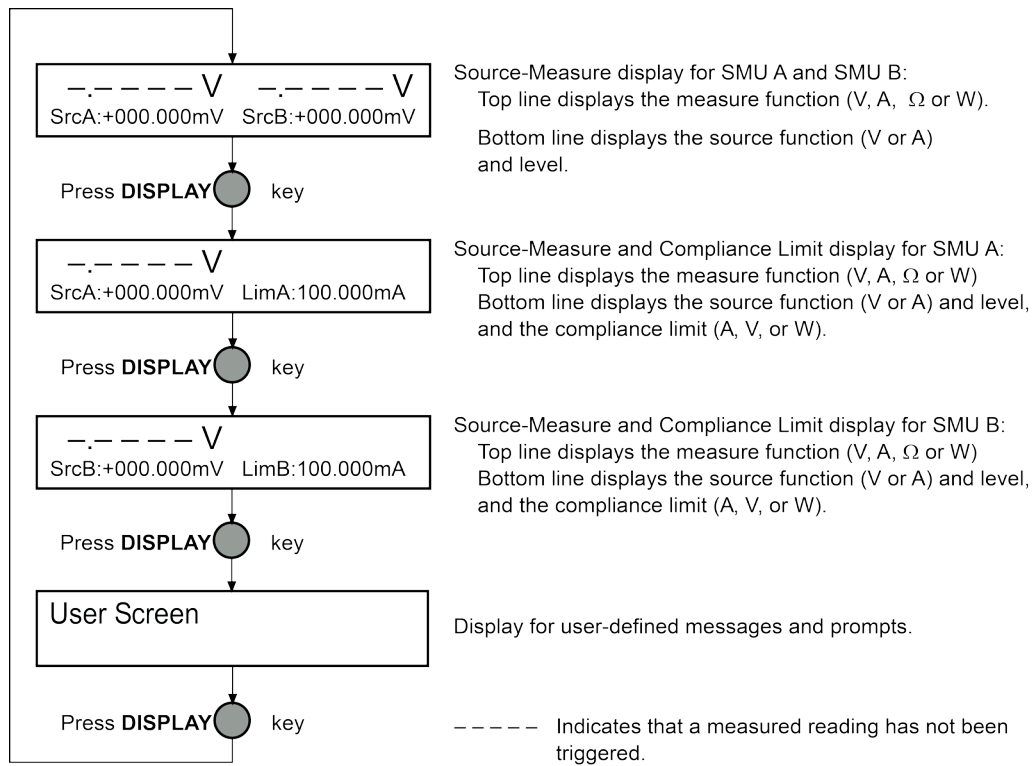 –.– – – – V –.– – – – V
SrcA:+000.000mV SrcB:+000.000mV
Source-Measure display for SMU A and SMU B:
Top line displays the measure function (V, A, Ω or W).
Bottom line displays the source function (V or A)
and level.
Press DISPLAY key
–.– – – – V
SrcA:+000.000mV LimA:100.000mA
Source-Measure and Compliance Limit display for SMU A:
Top line displays the measure function (V, A, Ω or W)
Bottom line displays the source function (V or A) and level,
and the compliance limit (A, V, or W).
Press DISPLAY key
–.– – – – V
SrcB:+000.000mV LimB:100.000mA
Source-Measure and Compliance Limit display for SMU B:
Top line displays the measure function (V, A, Ω or W)
Bottom line displays the source function (V or A) and level,
and the compliance limit (A, V, or W).
Press DISPLAY key
User Screen
Display for user-defined messages and prompts.
Press DISPLAY key
– – – – – Indicates that a measured reading has not been
triggered.